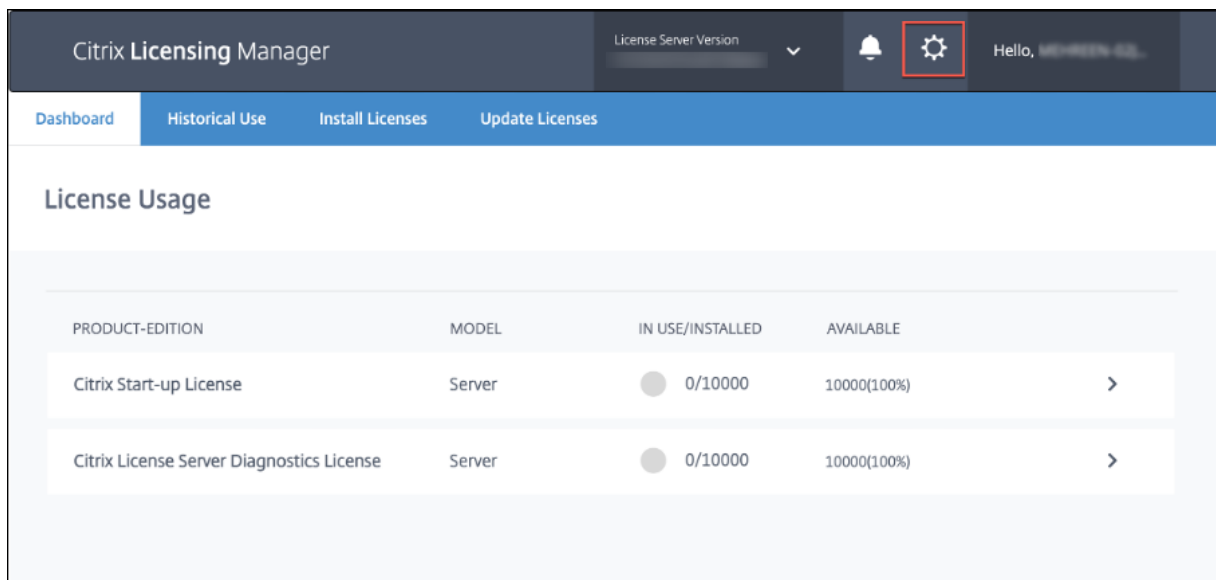 Citrix Licensing Manager
License Server Version
Hello,
Dashboard Historical Use Install Licenses Update Licenses
License Usage
PRODUCT-EDITION MODEL IN USE/INSTALLED AVAILABLE
Citrix Start-up License Server 0/10000 10000(100%)
Citrix License Server Diagnostics License Server 0/10000 10000(100%)